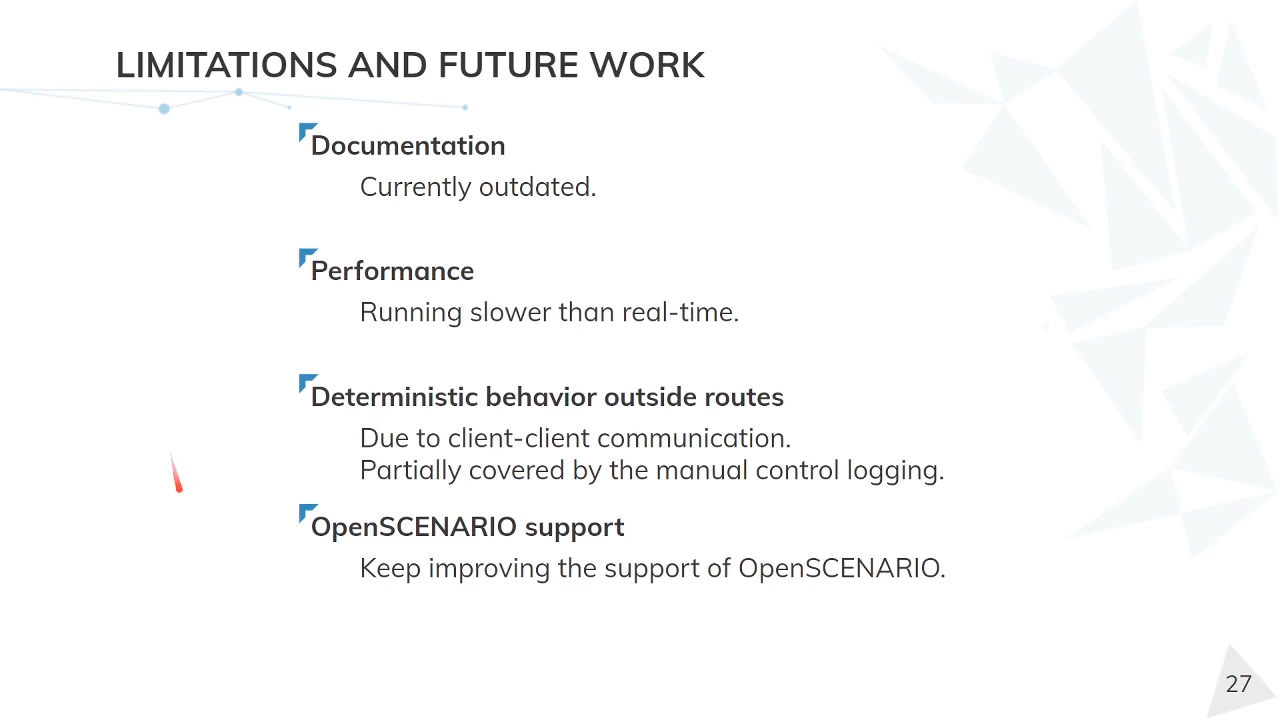 LIMITATIONS AND FUTURE WORK
Documentation
Currently outdated.
Performance
Running slower than real-time.
Deterministic behavior outside routes
Due to client-client communication.
Partially covered by the manual control logging.
OpenSCENARIO support
Keep improving the support of OpenSCENARIO.
27